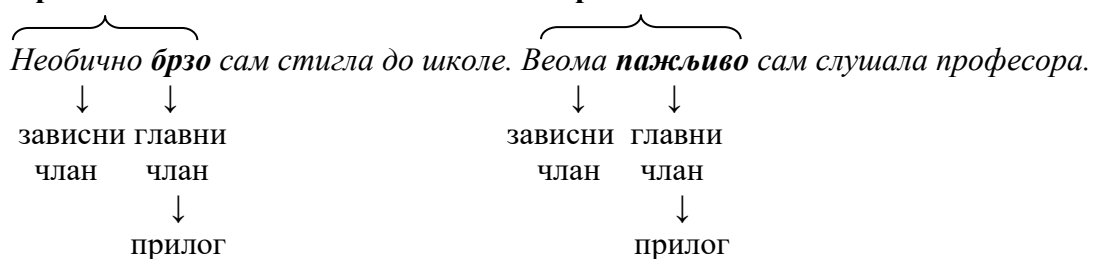 Необично брзо сам стигла до школе. Веома пажљиво сам слушала професора.
зависни главни зависни главни
члан члан члан члан
прилог прилог